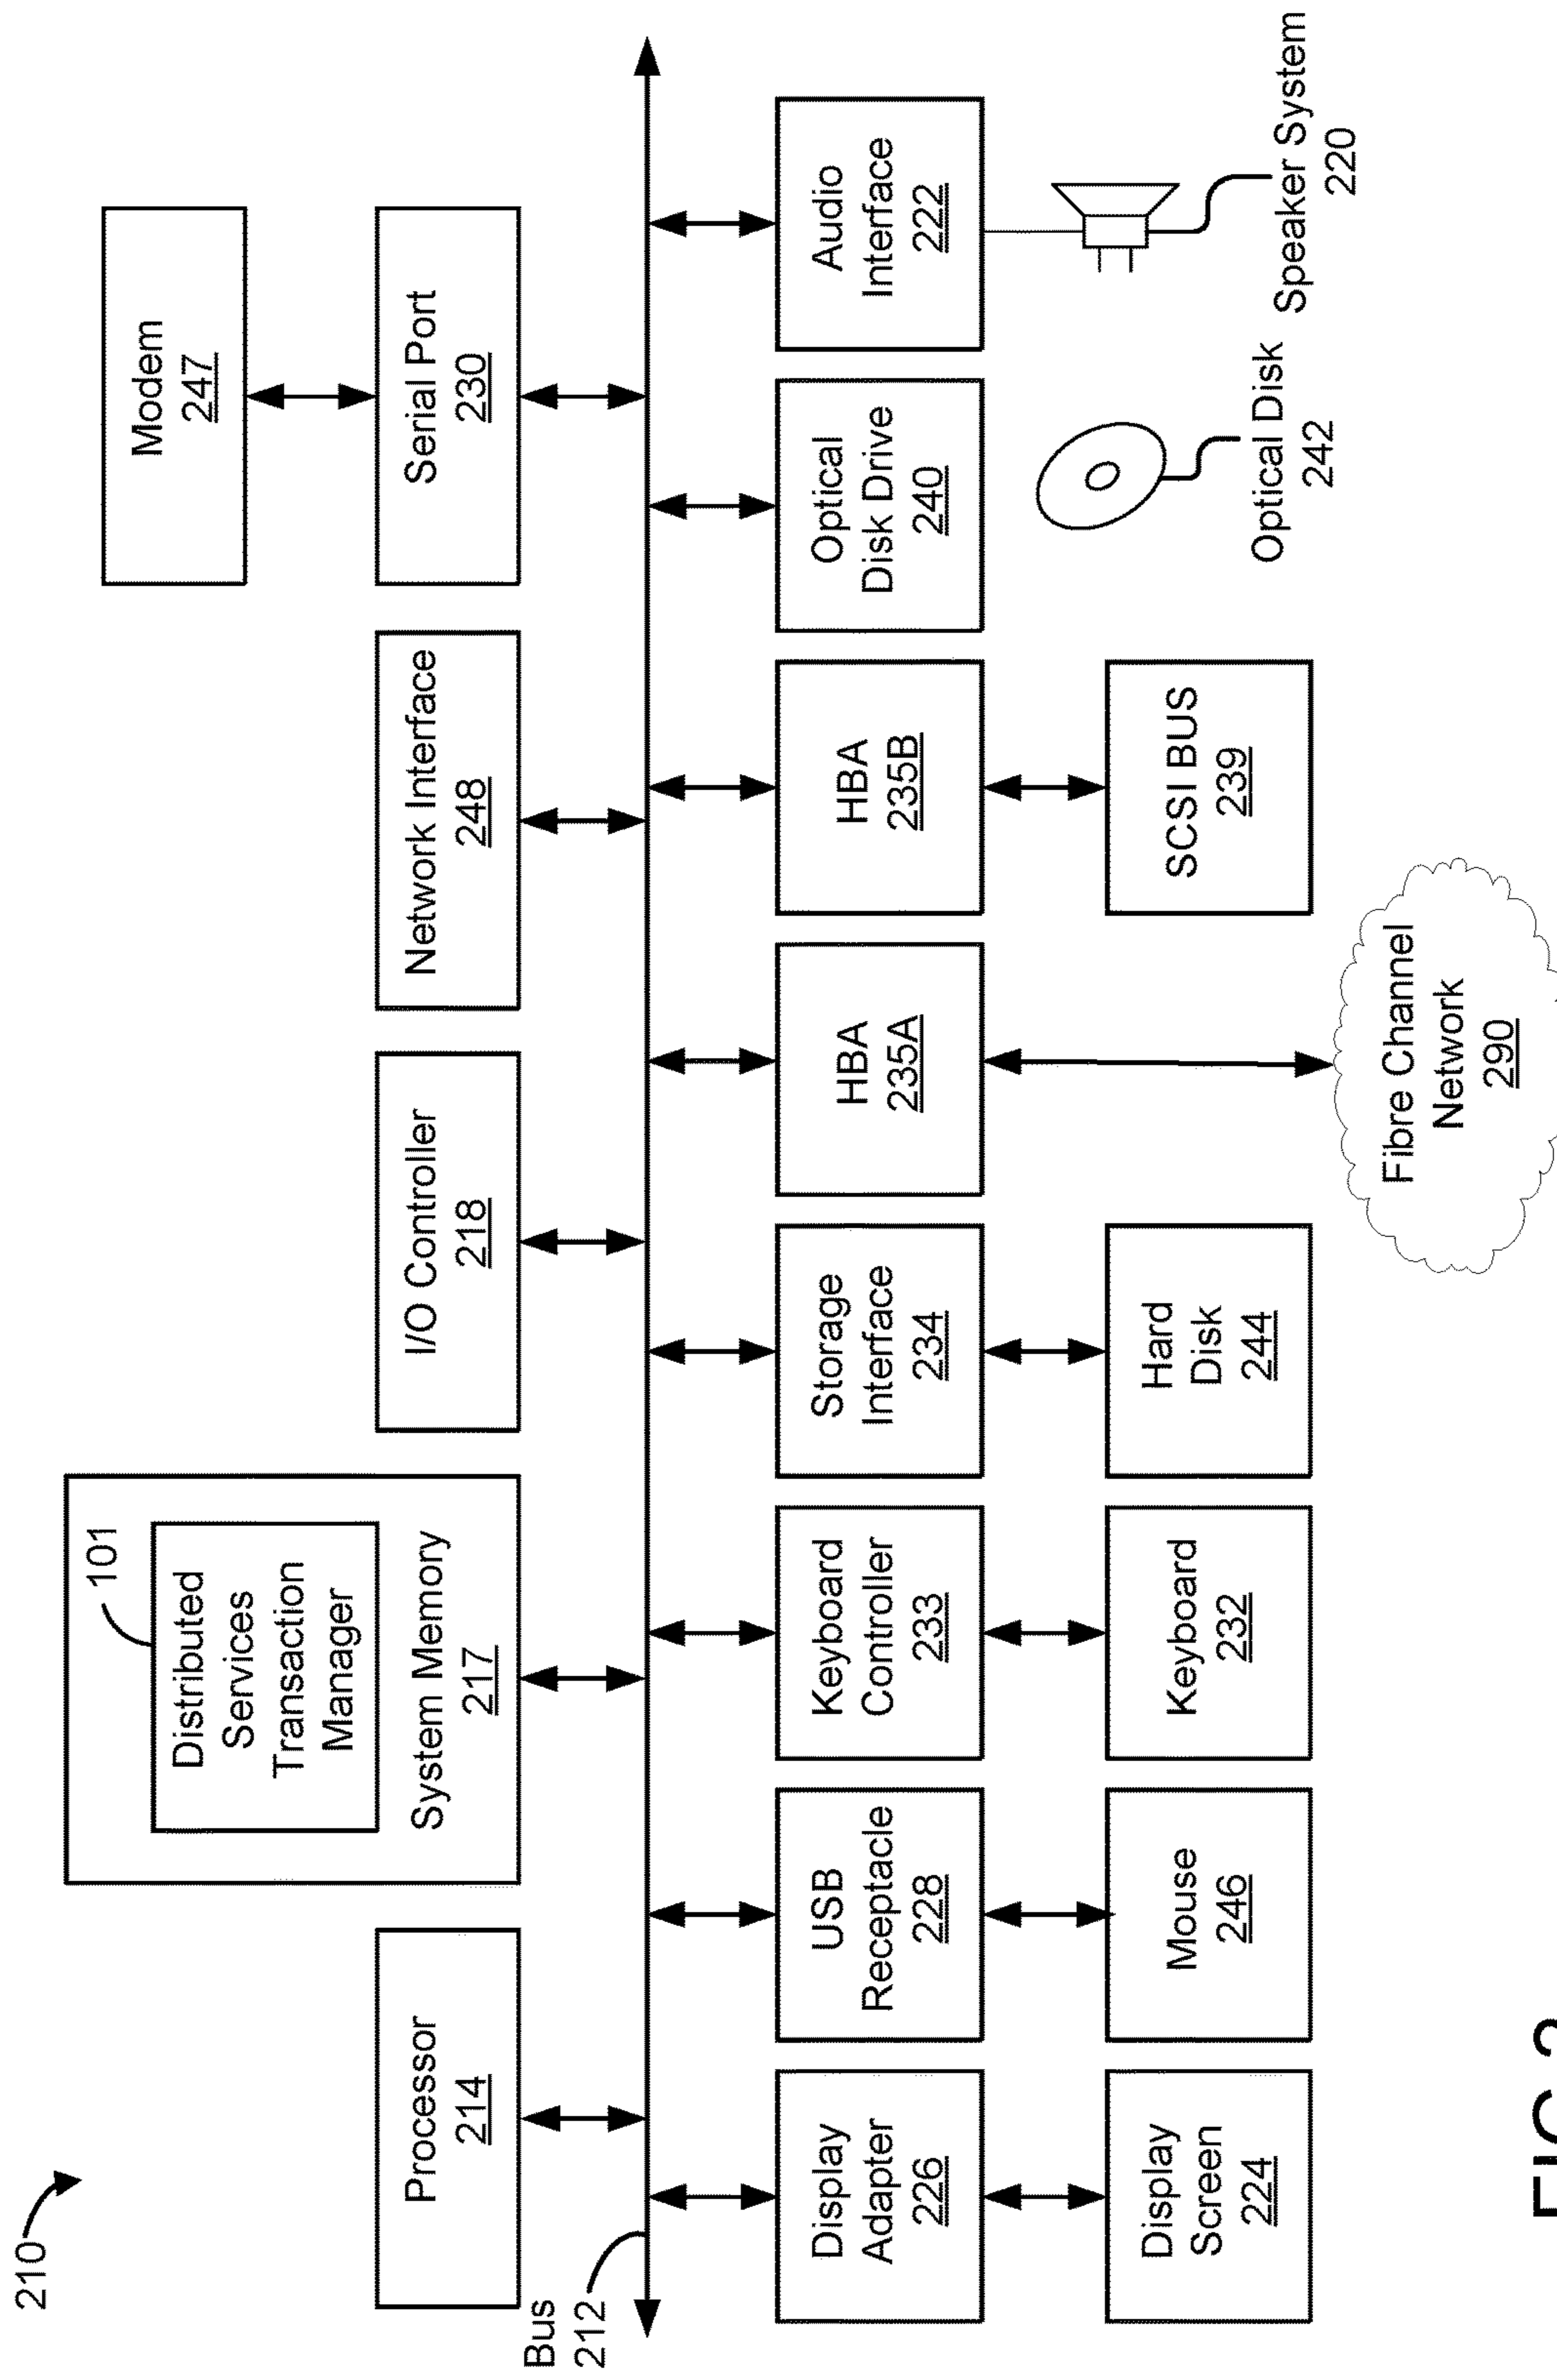 210
Processor
214
101
Distributed
Services
Transaction
Manager
System Memory
217
I/O Controller
218
Network Interface
248
Modem
247
Serial Port
230
Bus
212
Display
Adapter
226
USB
Receptacle
228
Keyboard
Controller
233
Storage
Interface
234
HBA
235A
HBA
235B
Optical
Disk Drive
240
Audio
Interface
222
Display
Screen
224
Mouse
246
Keyboard
232
Hard
Disk
244
Fibre Channel
Network
290
SCSI BUS
239
Optical Disk
242
Speaker System
220
FIG